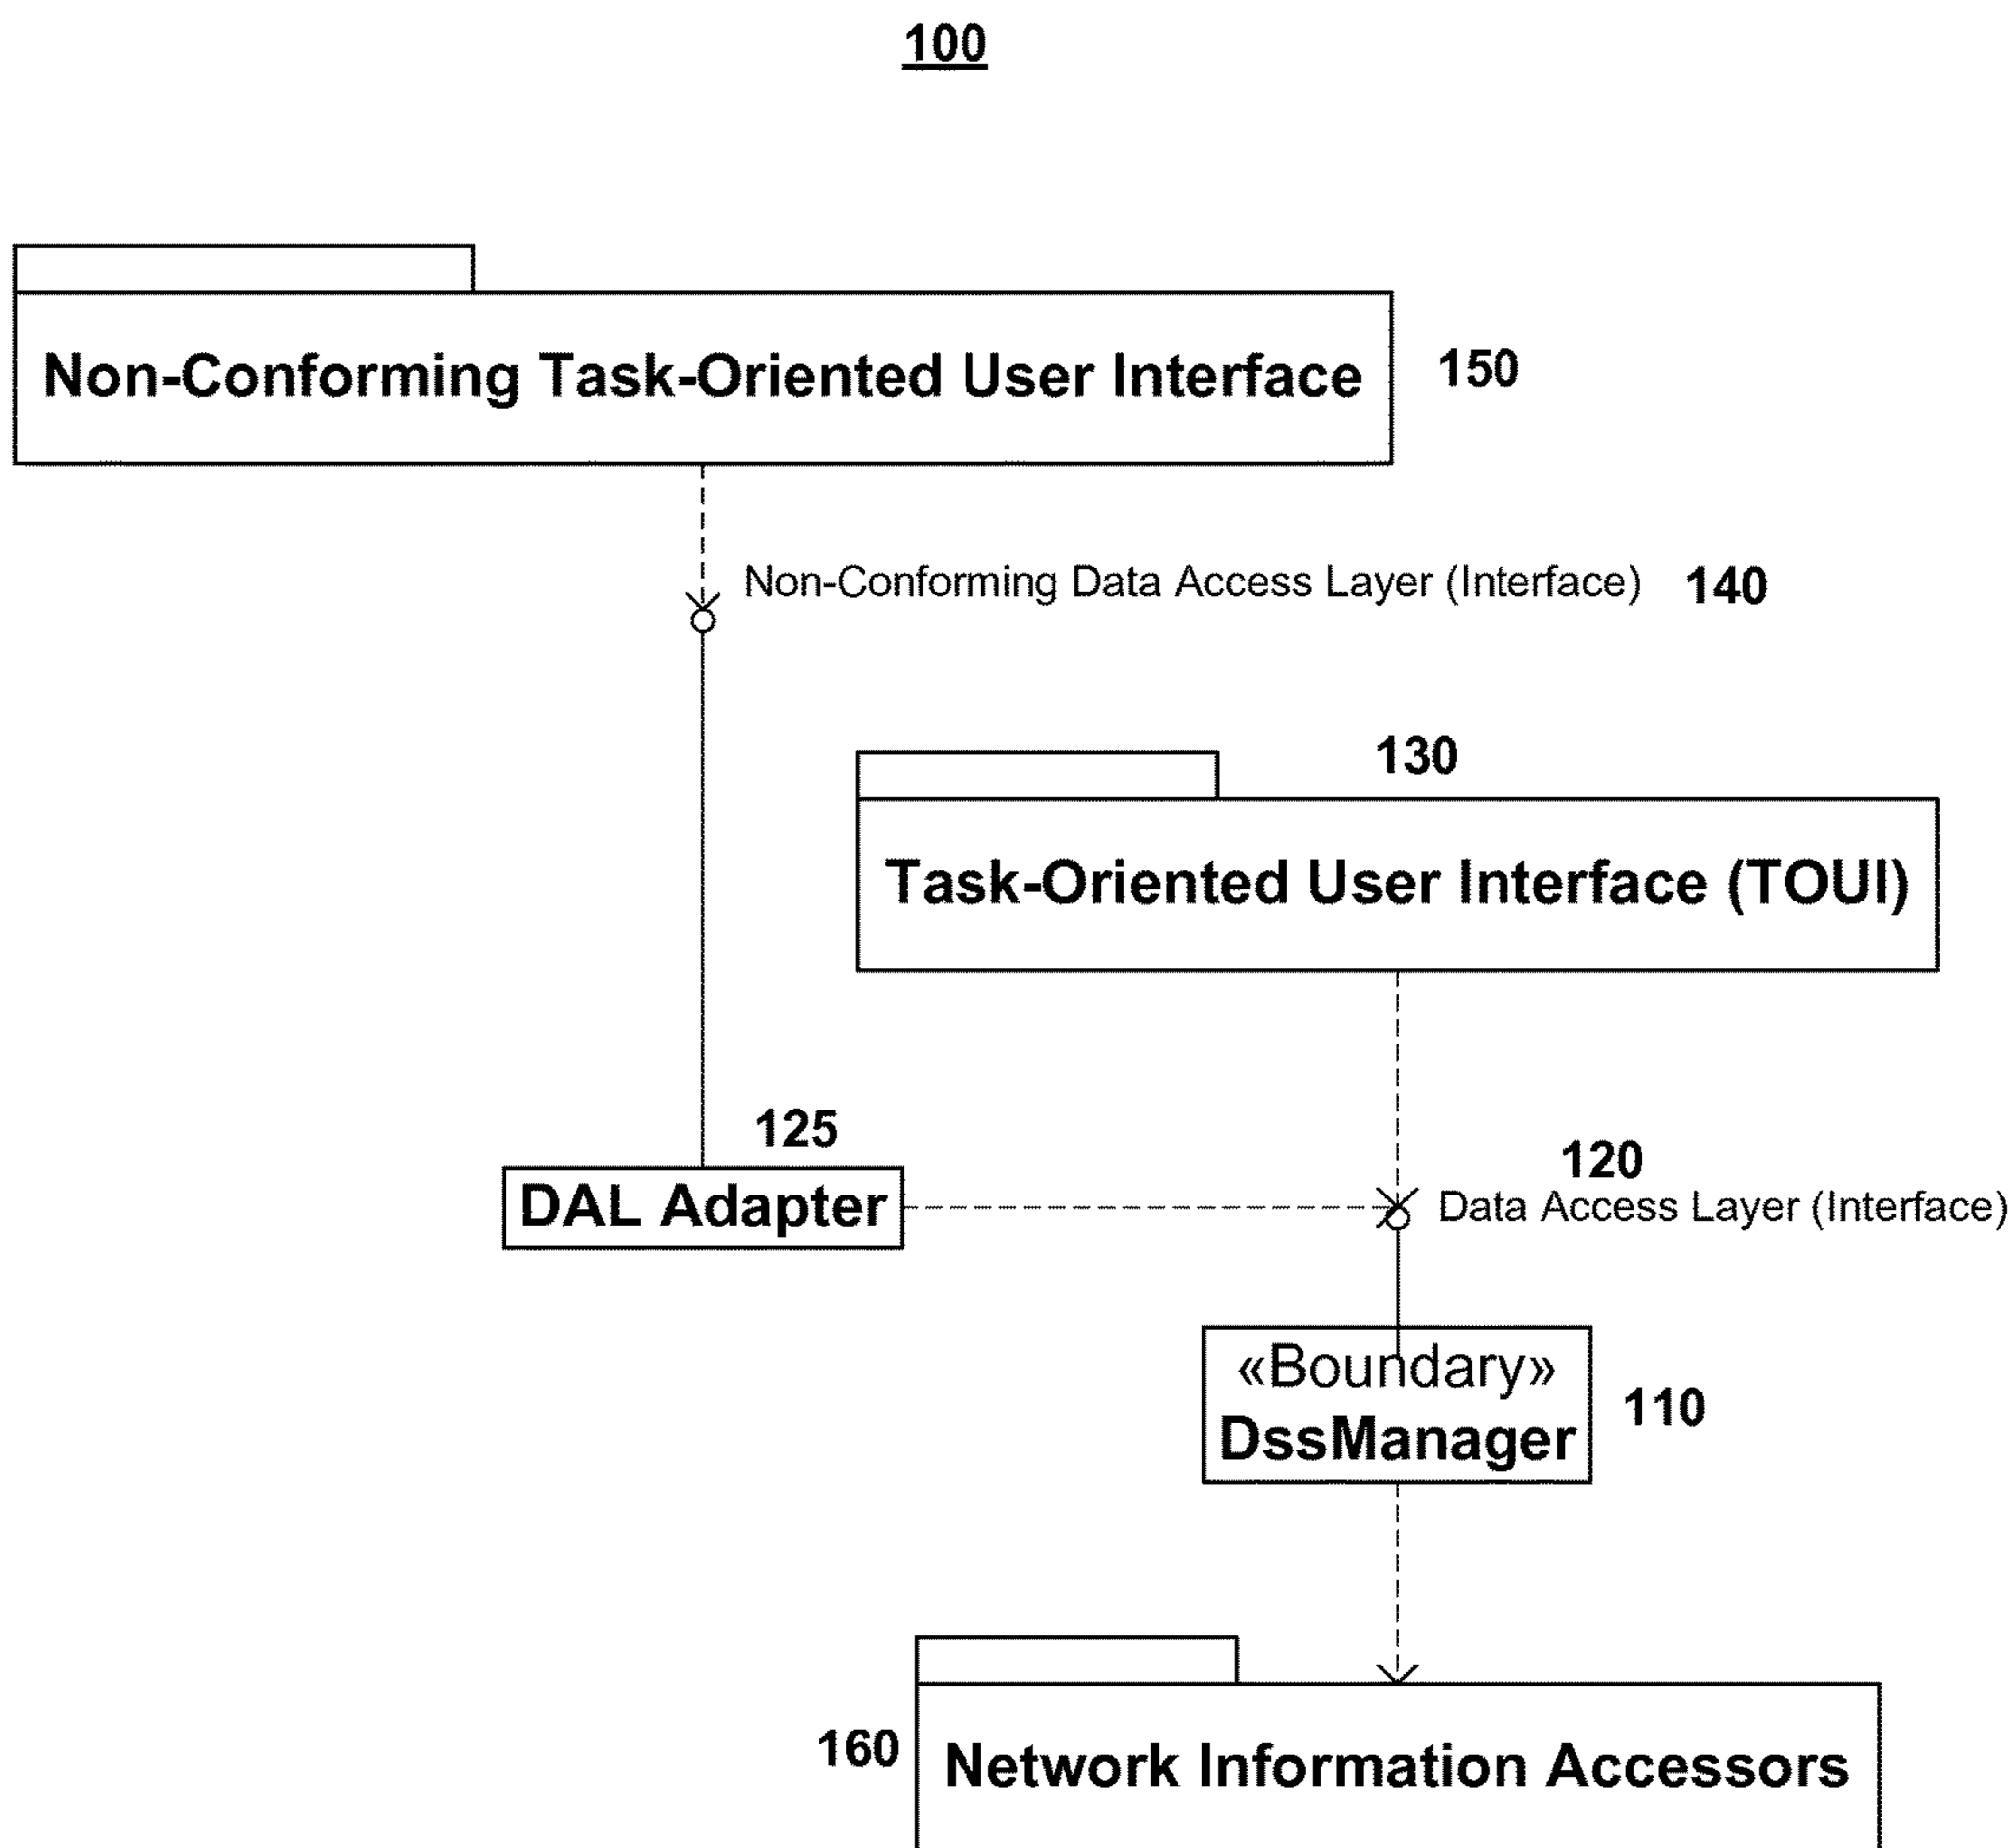 100
Non-Conforming Task-Oriented User Interface 150
Non-Conforming Data Access Layer (Interface) 140
130
Task-Oriented User Interface (TOUI)
125
DAL Adapter
120
Data Access Layer (Interface)
«Boundary»
DssManager
110
160
Network Information Accessors